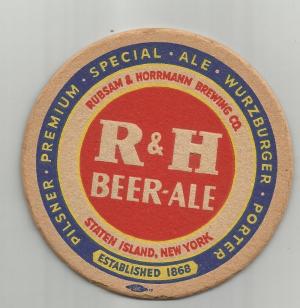 PILSNER · PREMIUM · SPECIAL · ALE · WURZBURGER · PORTER
RUBSAM & HORRMANN BREWING CO.
R & H
BEER-ALE
STATEN ISLAND, NEW YORK
ESTABLISHED 1868